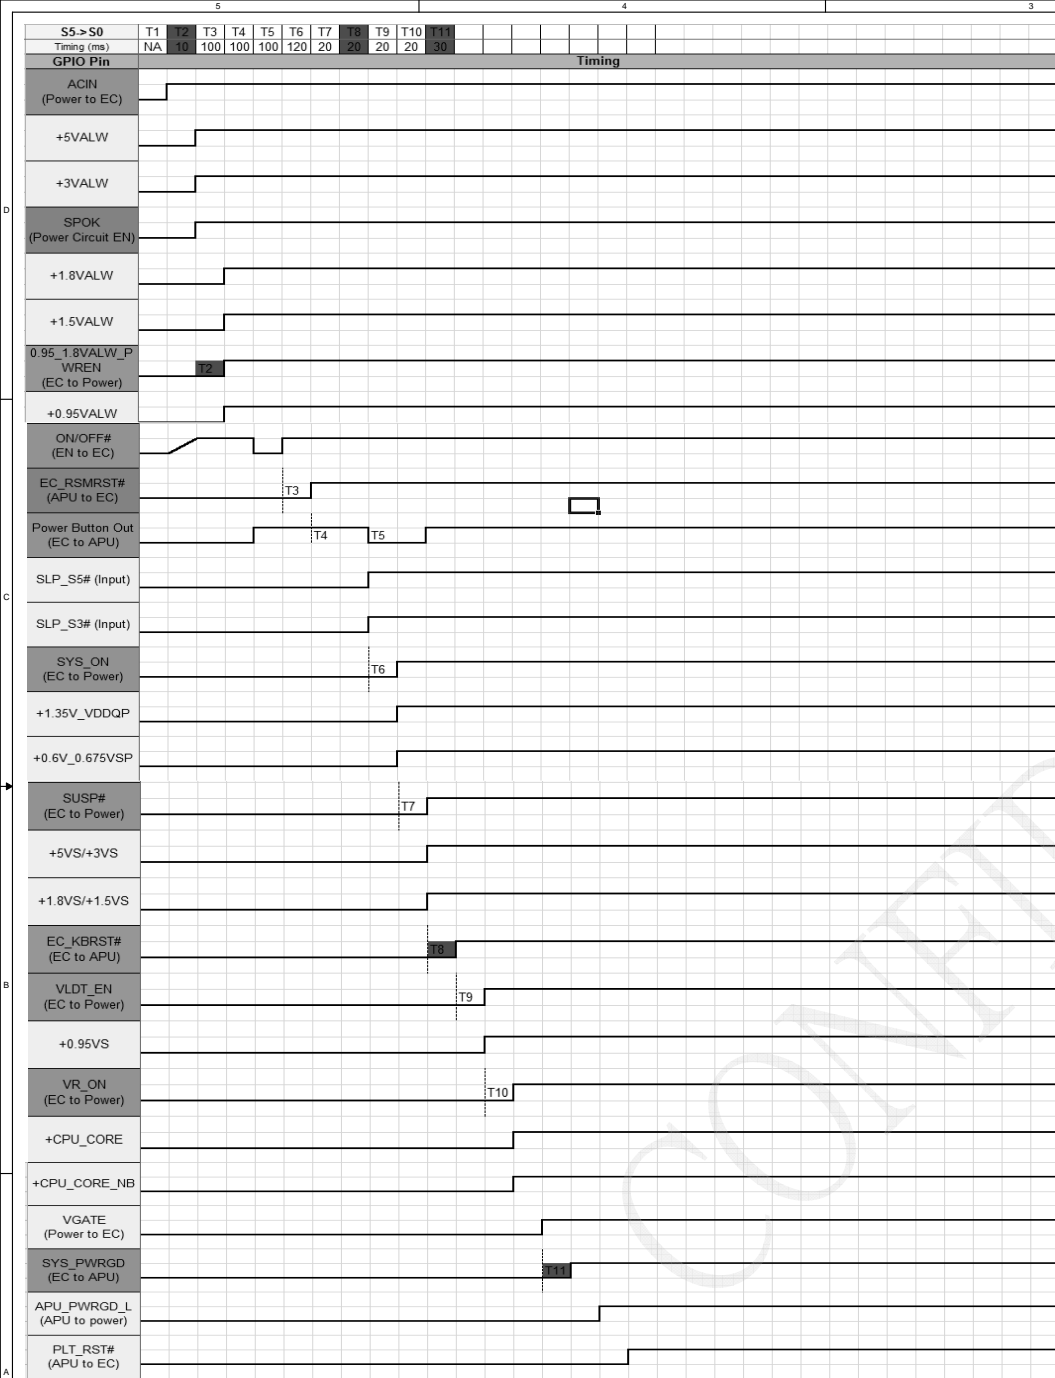 5 4 3
S5->S0 T1 T2 T3 T4 T5 T6 T7 T8 T9 T10 T11
Timing (ms) NA 10 100 100 100 120 20 20 20 20 30
GPIO Pin Timing
ACIN
(Power to EC)
+5VALW
+3VALW
D
SPOK
(Power Circuit EN)
+1.8VALW
+1.5VALW
0.95_1.8VALW_P
WREN T2
(EC to Power)
+0.95VALW
ON/OFF#
(EN to EC)
EC_RSMRST# T3
(APU to EC)
Power Button Out T4 T5
(EC to APU)
SLP_S5# (Input)
C
SLP_S3# (Input)
SYS_ON T6
(EC to Power)
+1.35V_VDDQP
+0.6V_0.675VSP
SUSP# T7
(EC to Power)
+5VS/+3VS
+1.8VS/+1.5VS
EC_KBRST# T8
(EC to APU)
B
VLDT_EN T9
(EC to Power)
+0.95VS
VR_ON T10
(EC to Power)
+CPU_CORE
+CPU_CORE_NB
VGATE
(Power to EC)
SYS_PWRGD T11
(EC to APU)
APU_PWRGD_L
(APU to power)
PLT_RST#
(APU to EC)
A
CONFI